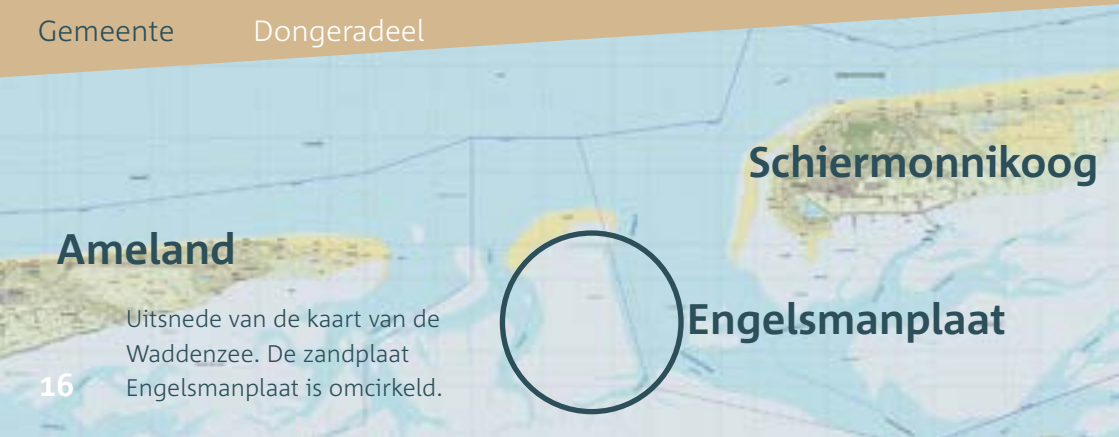 Gemeente Dongeradeel
Schiermonnikoog
Ameland
Engelsmanplaat
Uitsnede van de kaart van de
Waddenzee. De zandplaat
Engelsmanplaat is omcirkeld.
16